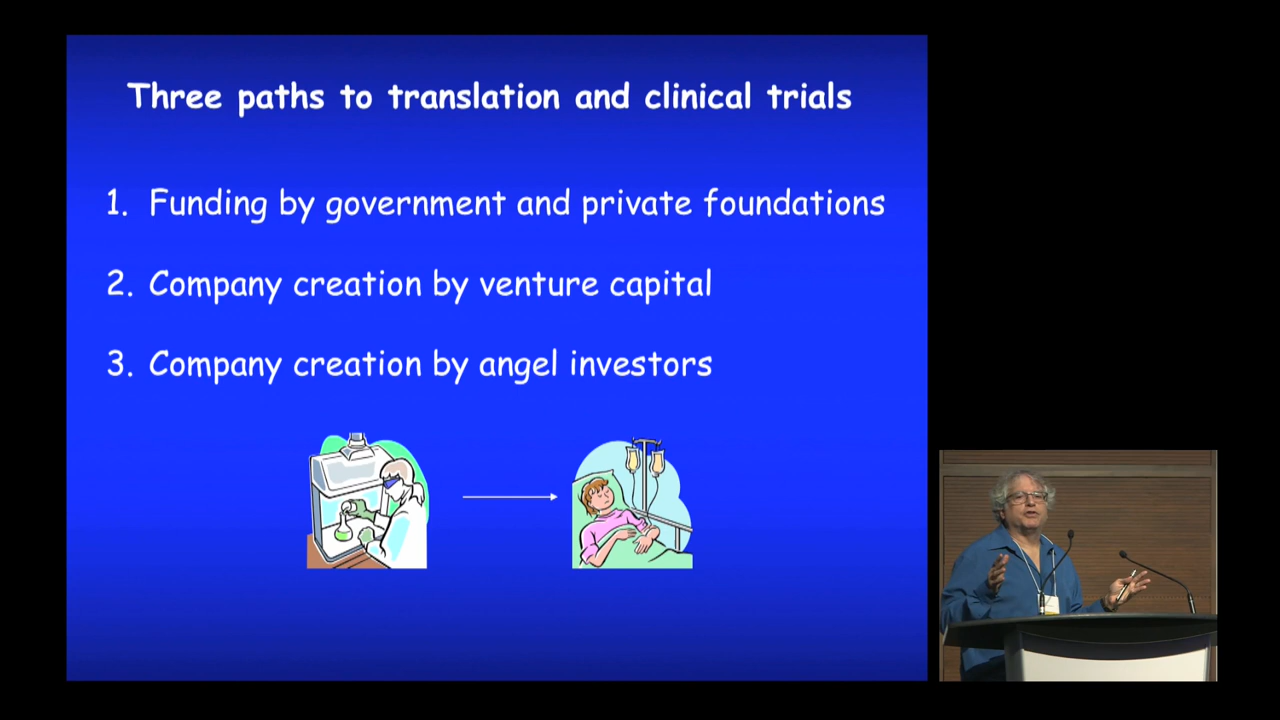 Three paths to translation and clinical trials
1. Funding by government and private foundations
2. Company creation by venture capital
3. Company creation by angel investors